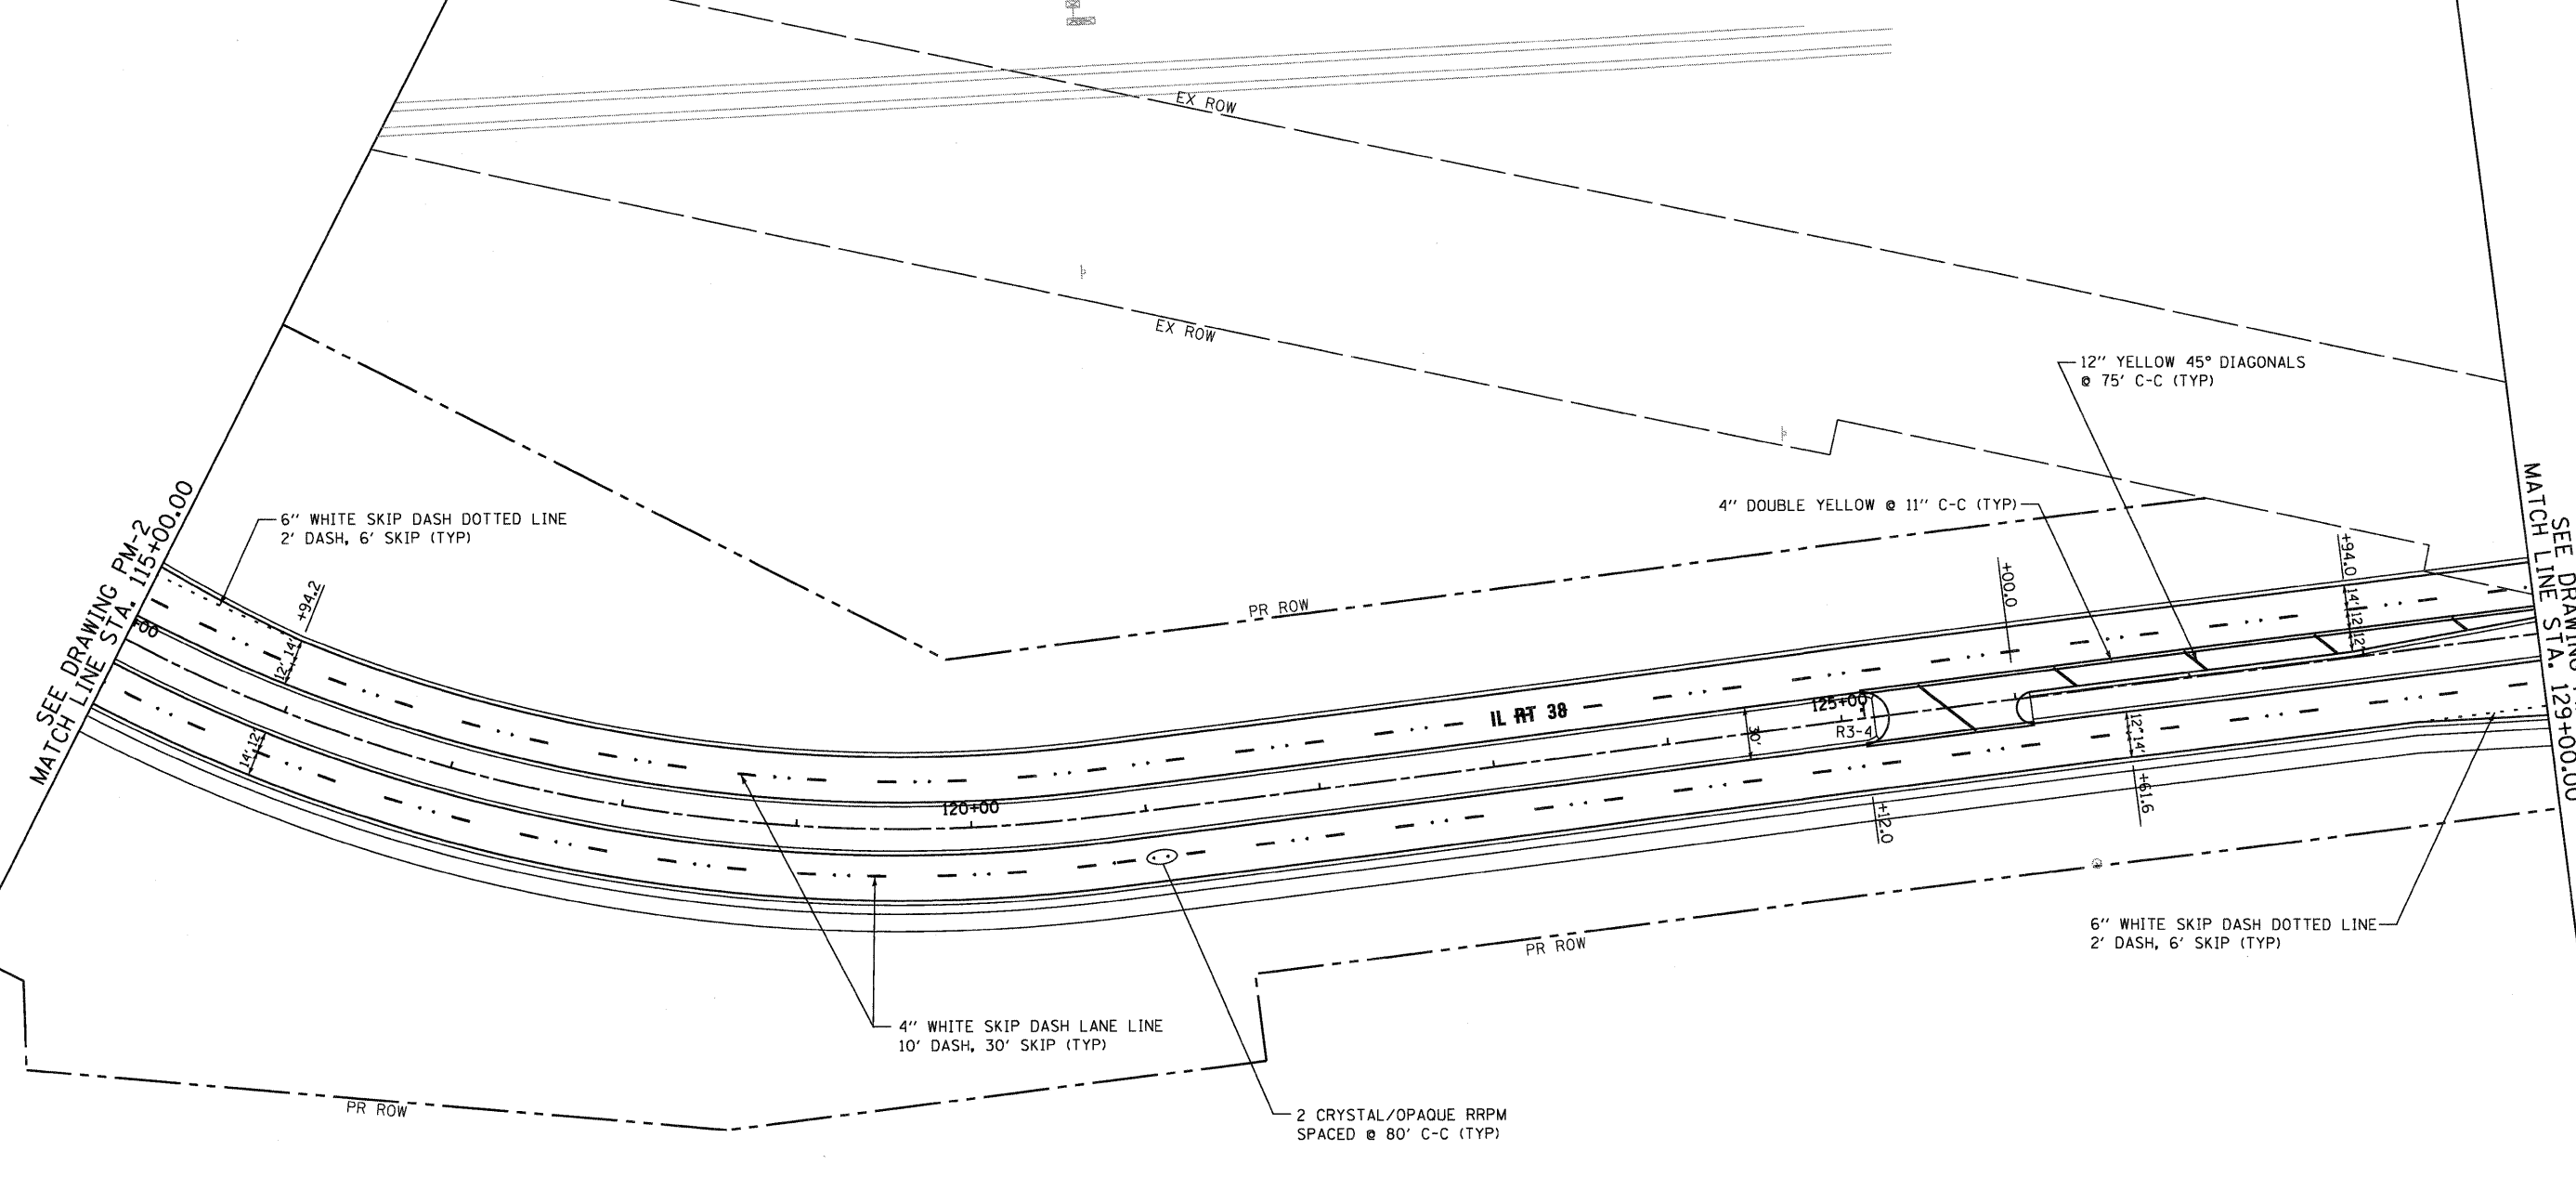 EX ROW
EX ROW
12" YELLOW 45° DIAGONALS
@ 75' C-C (TYP)
4" DOUBLE YELLOW @ 11" C-C (TYP)
6" WHITE SKIP DASH DOTTED LINE
2' DASH, 6' SKIP (TYP)
SEE DRAWING PM-2
MATCH LINE STA. 115+00.00
+94.2
12' 14'
14' 12'
PR ROW
+00.0
+94.0
14' 12' 12'
SEE DRAWING
MATCH LINE STA. 129+00.00
IL RT 38
125+00
R3-4
30'
120+00
12' 14'
+61.6
+12.0
6" WHITE SKIP DASH DOTTED LINE
2' DASH, 6' SKIP (TYP)
PR ROW
4" WHITE SKIP DASH LANE LINE
10' DASH, 30' SKIP (TYP)
PR ROW
2 CRYSTAL/OPAQUE RRPM
SPACED @ 80' C-C (TYP)